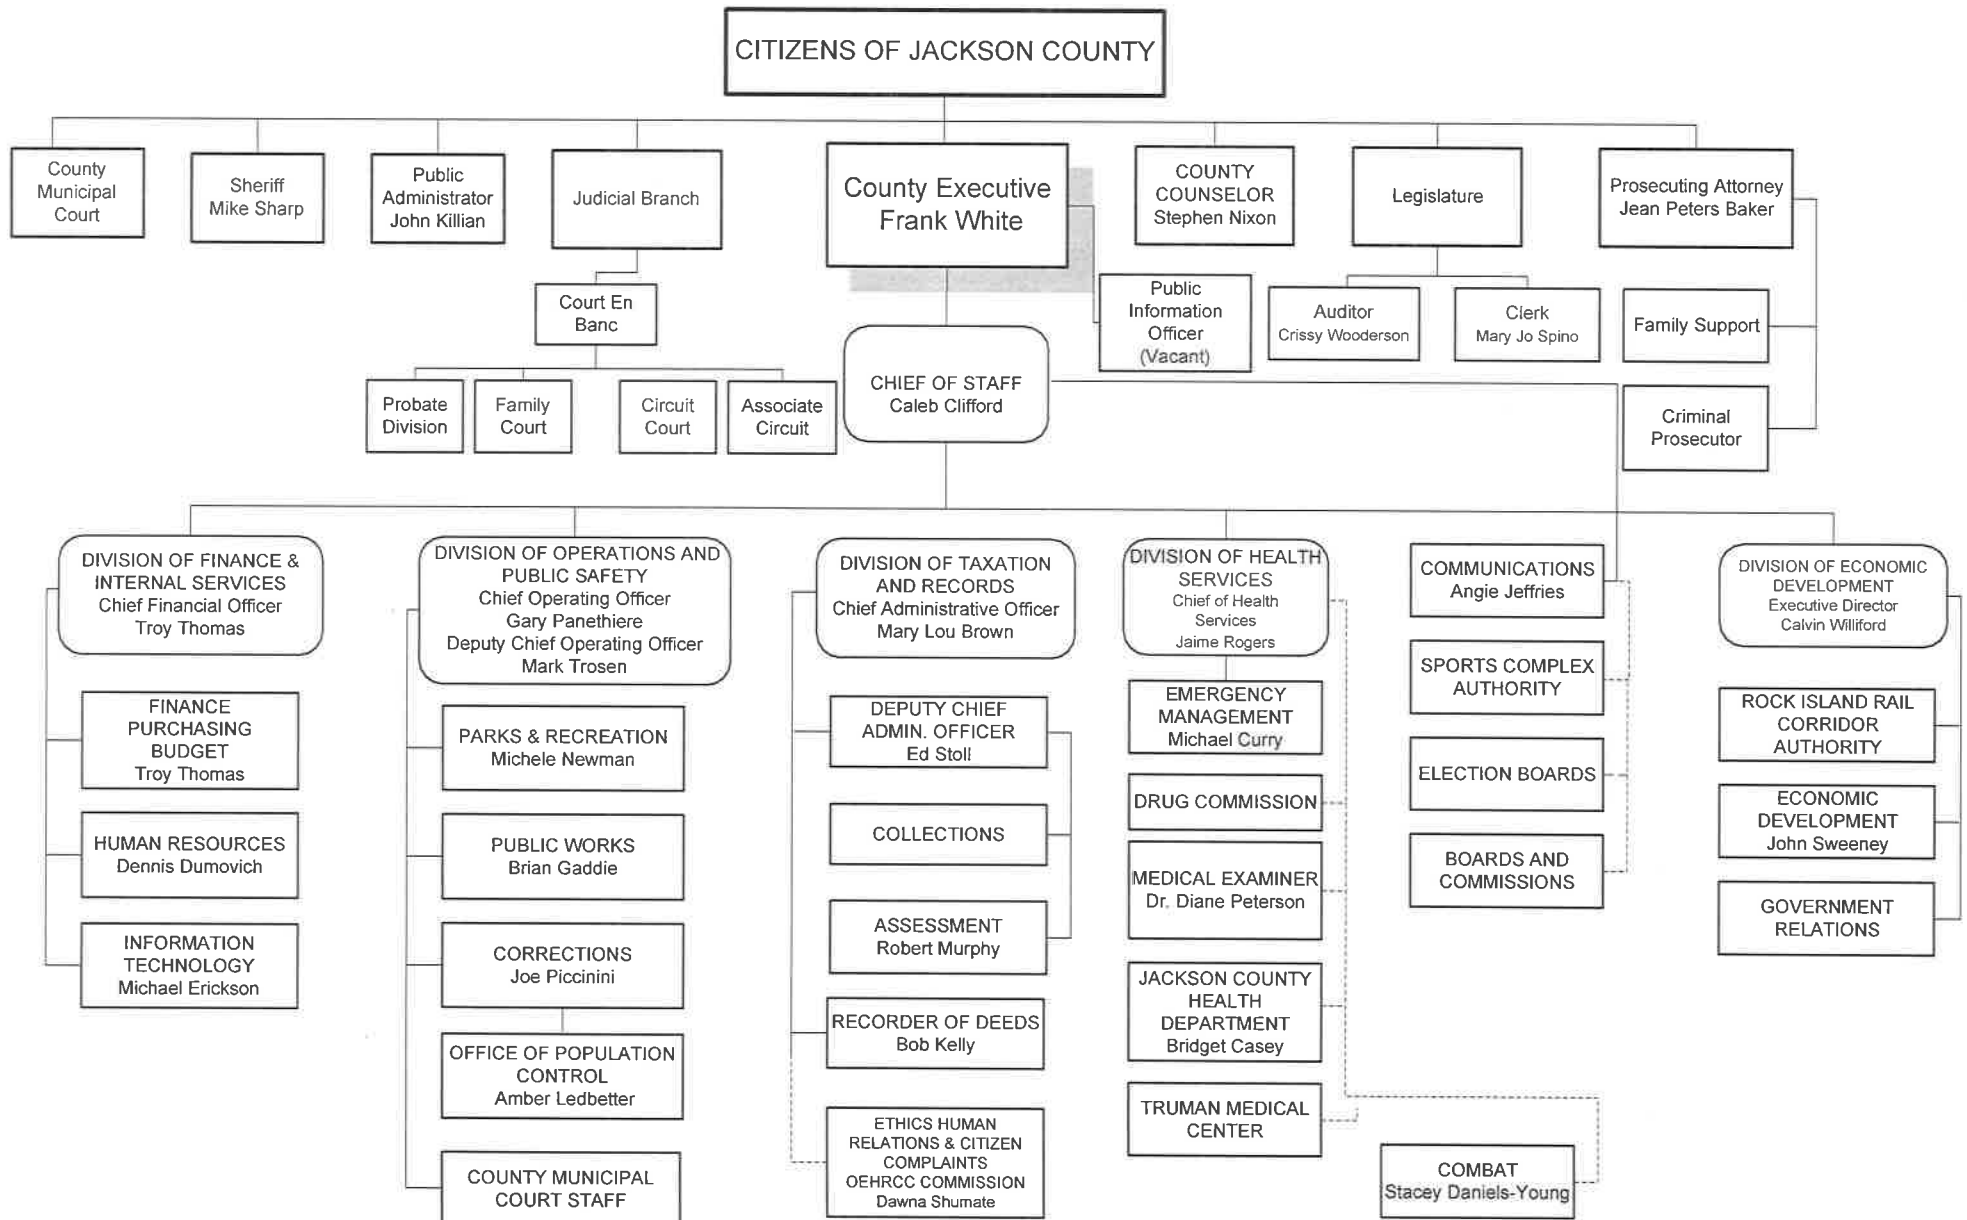 CITIZENS OF JACKSON COUNTY
County
Municipal
Court
Sheriff
Mike Sharp
Public
Administrator
John Killian
Judicial Branch
County Executive
Frank White
COUNTY
COUNSELOR
Stephen Nixon
Legislature
Prosecuting Attorney
Jean Peters Baker
Court En
Banc
Public
Information
Officer
(Vacant)
Auditor
Crissy Wooderson
Clerk
Mary Jo Spino
Family Support
Criminal
Prosecutor
Probate
Division
Family
Court
Circuit
Court
Associate
Circuit
CHIEF OF STAFF
Caleb Clifford
DIVISION OF FINANCE &
INTERNAL SERVICES
Chief Financial Officer
Troy Thomas
FINANCE
PURCHASING
BUDGET
Troy Thomas
HUMAN RESOURCES
Dennis Dumovich
INFORMATION
TECHNOLOGY
Michael Erickson
DIVISION OF OPERATIONS AND
PUBLIC SAFETY
Chief Operating Officer
Gary Panethiere
Deputy Chief Operating Officer
Mark Trosen
PARKS & RECREATION
Michele Newman
PUBLIC WORKS
Brian Gaddie
CORRECTIONS
Joe Piccinini
OFFICE OF POPULATION
CONTROL
Amber Ledbetter
COUNTY MUNICIPAL
COURT STAFF
DIVISION OF TAXATION
AND RECORDS
Chief Administrative Officer
Mary Lou Brown
DEPUTY CHIEF
ADMIN. OFFICER
Ed Stoll
COLLECTIONS
ASSESSMENT
Robert Murphy
RECORDER OF DEEDS
Bob Kelly
ETHICS HUMAN
RELATIONS & CITIZEN
COMPLAINTS
OEHRCC COMMISSION
Dawna Shumate
DIVISION OF HEALTH
SERVICES
Chief of Health
Services
Jaime Rogers
EMERGENCY
MANAGEMENT
Michael Curry
DRUG COMMISSION
MEDICAL EXAMINER
Dr. Diane Peterson
JACKSON COUNTY
HEALTH
DEPARTMENT
Bridget Casey
TRUMAN MEDICAL
CENTER
COMMUNICATIONS
Angie Jeffries
SPORTS COMPLEX
AUTHORITY
ELECTION BOARDS
BOARDS AND
COMMISSIONS
COMBAT
Stacey Daniels-Young
DIVISION OF ECONOMIC
DEVELOPMENT
Executive Director
Calvin Williford
ROCK ISLAND RAIL
CORRIDOR
AUTHORITY
ECONOMIC
DEVELOPMENT
John Sweeney
GOVERNMENT
RELATIONS